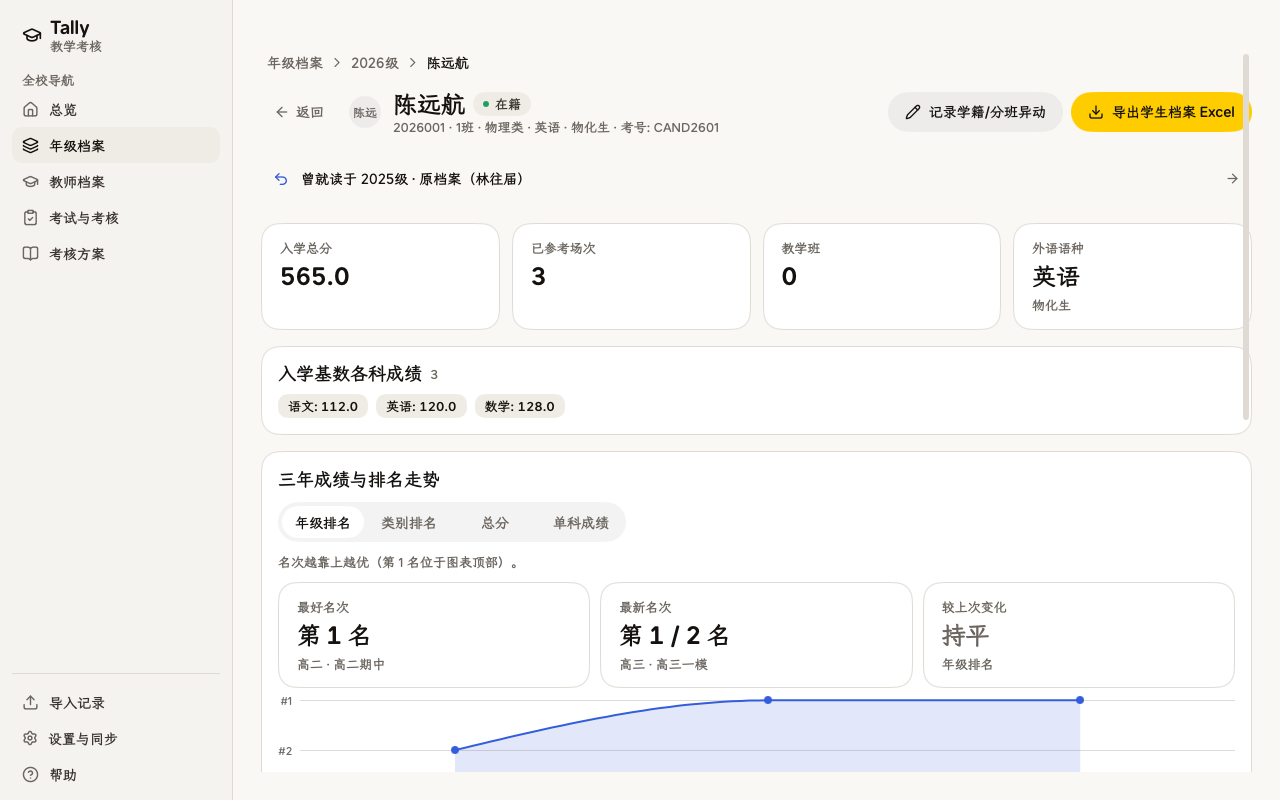 Tally
教学考核
全校导航
总览
年级档案
教师档案
考试与考核
考核方案
导入记录
设置与同步
帮助
年级档案 > 2026级 > 陈远航
返回
陈远
陈远航
在籍
2026001 · 1班 · 物理类 · 英语 · 物化生 · 考号: CAND2601
记录学籍/分班异动
导出学生档案 Excel
曾就读于 2025级 · 原档案（林往届）
入学总分
565.0
已参考场次
3
教学班
0
外语语种
英语
物化生
入学基数各科成绩 3
语文: 112.0
英语: 120.0
数学: 128.0
三年成绩与排名走势
年级排名
类别排名
总分
单科成绩
名次越靠上越优（第 1 名位于图表顶部）。
最好名次
第 1 名
高二 · 高二期中
最新名次
第 1 / 2 名
高三 · 高三一模
较上次变化
持平
年级排名
#1
#2